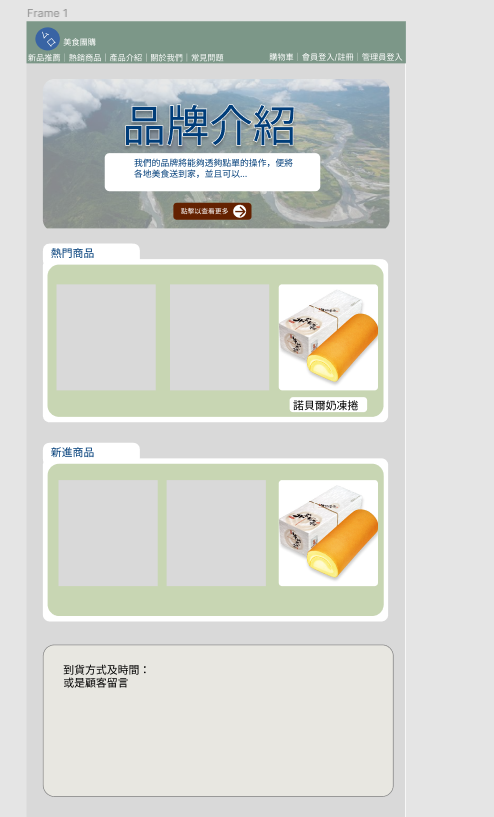 Frame 1
美食團購
新品推薦｜熱銷商品｜產品介紹｜關於我們｜常見問題
購物車｜會員登入/註冊｜管理員登入
品牌介紹
我們的品牌將能夠透夠點單的操作，便將
各地美食送到家，並且可以...
點擊以查看更多
熱門商品
諾貝爾奶凍捲
新進商品
到貨方式及時間：
或是顧客留言